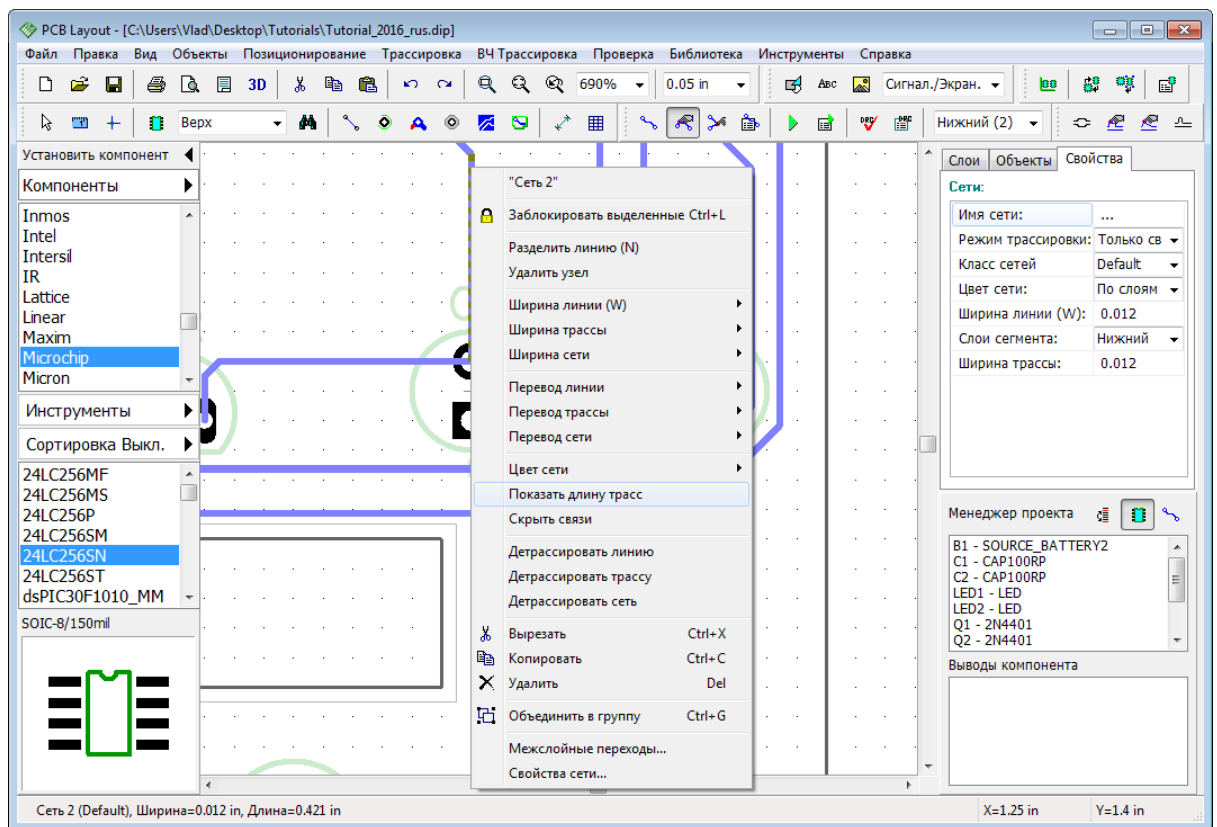 PCB Layout - [C:\Users\Vlad\Desktop\Tutorials\Tutorial_2016_rus.dip]
Файл Правка Вид Объекты Позиционирование Трассировка ВЧ Трассировка Проверка Библиотека Инструменты Справка
3D 690% 0.05 in ABC Сигнал./Экран.
Верх DRC DRC Нижний (2)
Установить компонент
Компоненты
Inmos
Intel
Intersil
IR
Lattice
Linear
Maxim
Microchip
Micron
Инструменты
Сортировка Выкл.
24LC256MF
24LC256MS
24LC256P
24LC256SM
24LC256SN
24LC256ST
dsPIC30F1010_MM
SOIC-8/150mil
"Сеть 2"
Заблокировать выделенные Ctrl+L
Разделить линию (N)
Удалить узел
Ширина линии (W)
Ширина трассы
Ширина сети
Перевод линии
Перевод трассы
Перевод сети
Цвет сети
Показать длину трасс
Скрыть связи
Детрассировать линию
Детрассировать трассу
Детрассировать сеть
Вырезать Ctrl+X
Копировать Ctrl+C
Удалить Del
Объединить в группу Ctrl+G
Межслойные переходы...
Свойства сети...
Слои Объекты Свойства
Сети:
Имя сети: ...
Режим трассировки: Только св
Класс сетей Default
Цвет сети: По слоям
Ширина линии (W): 0.012
Слои сегмента: Нижний
Ширина трассы: 0.012
Менеджер проекта
B1 - SOURCE_BATTERY2
C1 - CAP100RP
C2 - CAP100RP
LED1 - LED
LED2 - LED
Q1 - 2N4401
Q2 - 2N4401
Выводы компонента
Сеть 2 (Default), Ширина=0.012 in, Длина=0.421 in X=1.25 in Y=1.4 in